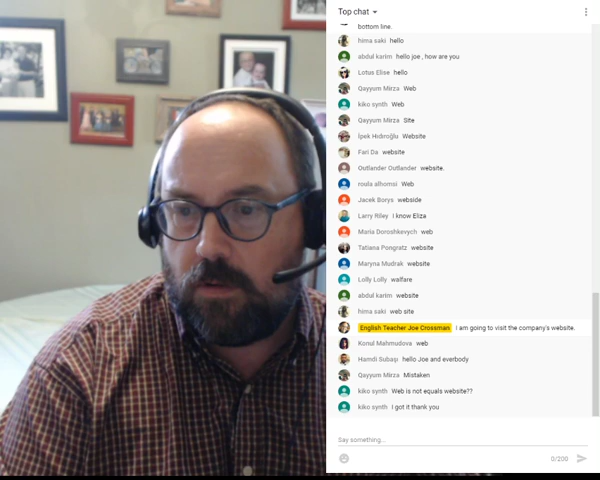 Top chat
bottom line.
hima saki hello
abdul karim hello joe , how are you
Lotus Elise hello
Qayyum Mirza Web
kiko synth Web
Qayyum Mirza Site
İpek Hıdıroğlu Website
Fari Da website
Outlander Outlander website,
roula alhomsi Web
Jacek Borys webside
Larry Riley I know Eliza
Maria Doroshkevych web
Tatiana Pongratz website
Maryna Mudrak website
Lolly Lolly walfare
abdul karim website
hima saki web site
English Teacher Joe Crossman I am going to visit the company's website.
Konul Mahmudova web
Hamdi Subaşı hello Joe and everbody
Qayyum Mirza Mistaken
kiko synth Web is not equals website??
kiko synth I got it thank you
Say something...
0/200